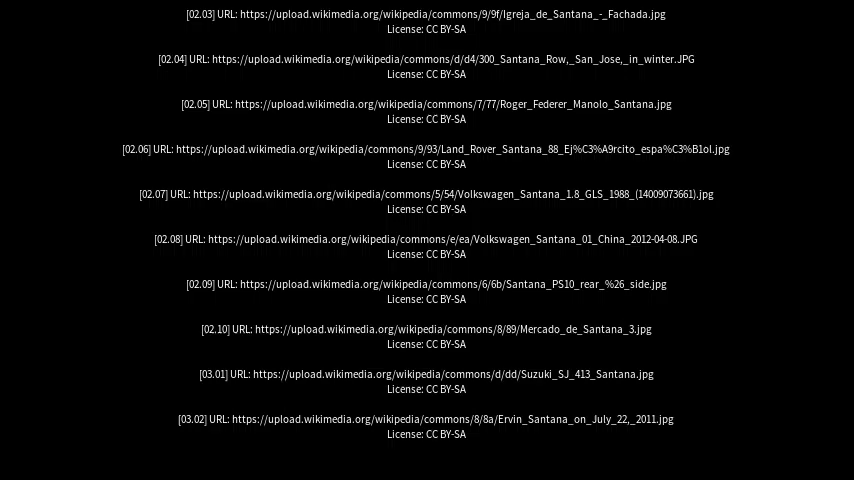 [02.03] URL: https://upload.wikimedia.org/wikipedia/commons/9/9f/Igreja_de_Santana_-_Fachada.jpg
License: CC BY-SA
[02.04] URL: https://upload.wikimedia.org/wikipedia/commons/d/d4/300_Santana_Row,_San_Jose,_in_winter.JPG
License: CC BY-SA
[02.05] URL: https://upload.wikimedia.org/wikipedia/commons/7/77/Roger_Federer_Manolo_Santana.jpg
License: CC BY-SA
[02.06] URL: https://upload.wikimedia.org/wikipedia/commons/9/93/Land_Rover_Santana_88_Ej%C3%A9rcito_espa%C3%B1ol.jpg
License: CC BY-SA
[02.07] URL: https://upload.wikimedia.org/wikipedia/commons/5/54/Volkswagen_Santana_1.8_GLS_1988_(14009073661).jpg
License: CC BY-SA
[02.08] URL: https://upload.wikimedia.org/wikipedia/commons/e/ea/Volkswagen_Santana_01_China_2012-04-08.JPG
License: CC BY-SA
[02.09] URL: https://upload.wikimedia.org/wikipedia/commons/6/6b/Santana_PS10_rear_%26_side.jpg
License: CC BY-SA
[02.10] URL: https://upload.wikimedia.org/wikipedia/commons/8/89/Mercado_de_Santana_3.jpg
License: CC BY-SA
[03.01] URL: https://upload.wikimedia.org/wikipedia/commons/d/dd/Suzuki_SJ_413_Santana.jpg
License: CC BY-SA
[03.02] URL: https://upload.wikimedia.org/wikipedia/commons/8/8a/Ervin_Santana_on_July_22,_2011.jpg
License: CC BY-SA